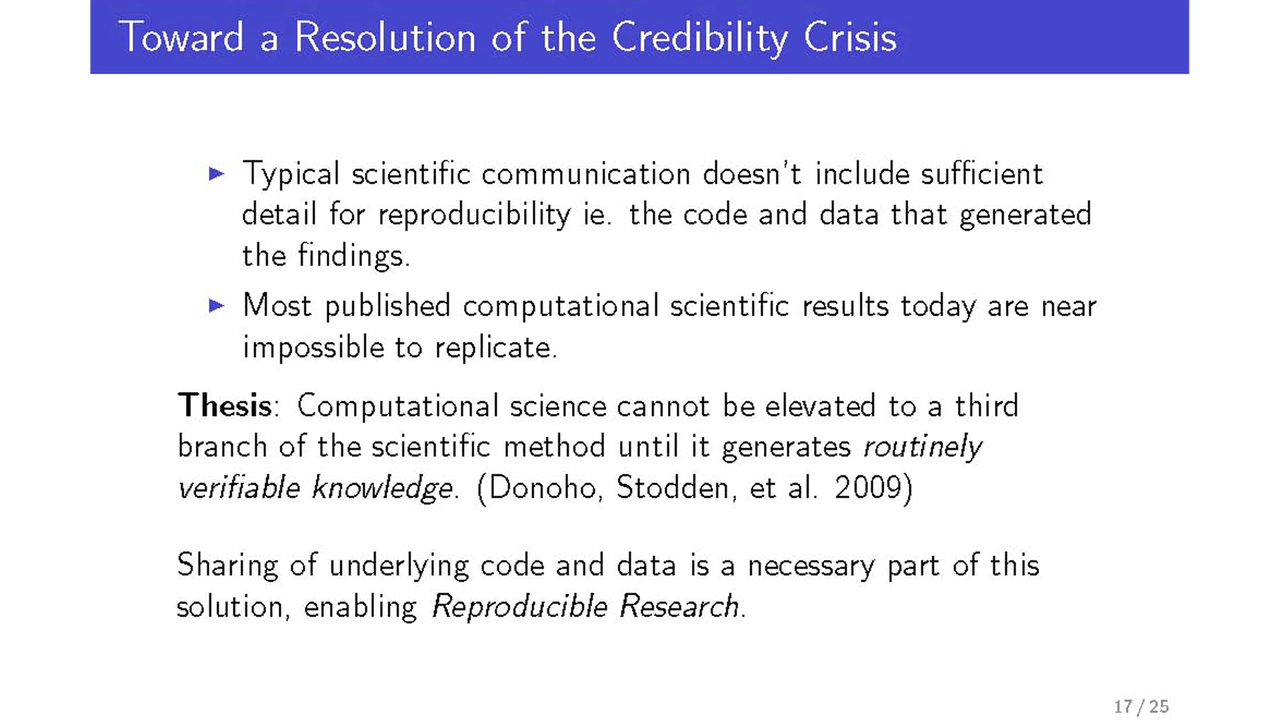 Toward a Resolution of the Credibility Crisis
Typical scientific communication doesn't include sufficient
detail for reproducibility ie. the code and data that generated
the findings.
Most published computational scientific results today are near
impossible to replicate.
Thesis: Computational science cannot be elevated to a third
branch of the scientific method until it generates routinely
verifiable knowledge. (Donoho, Stodden, et al. 2009)
Sharing of underlying code and data is a necessary part of this
solution, enabling Reproducible Research.
17 / 25